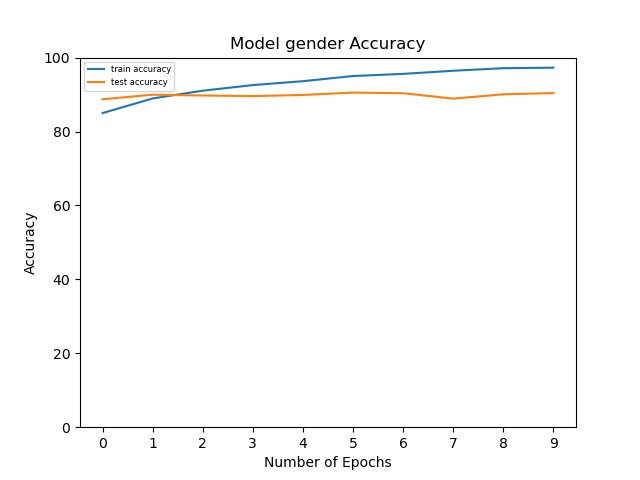 Model gender Accuracy
train accuracy
test accuracy
100
80
60
40
20
0
Accuracy
0 1 2 3 4 5 6 7 8 9
Number of Epochs